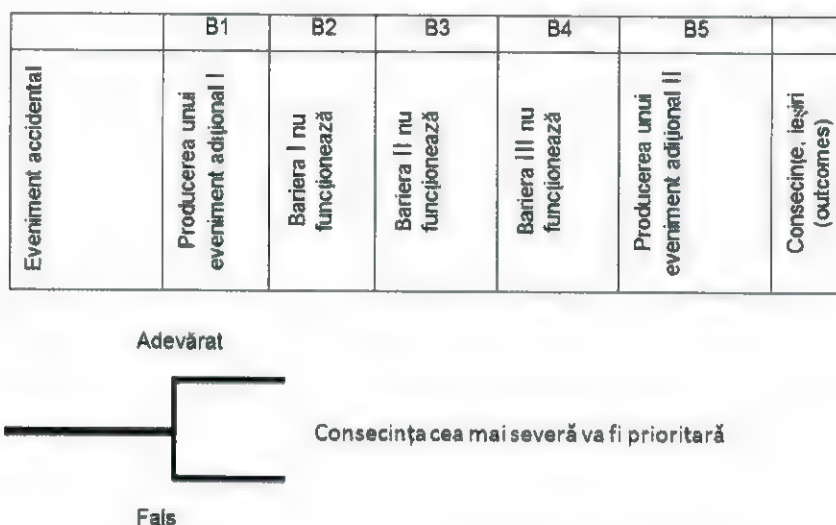 B1 B2 B3 B4 B5
Eveniment accidental
Producerea unui
eveniment adițional I
Bariera I nu
funcționează
Bariera II nu
funcționează
Bariera III nu
funcționează
Producerea unui
eveniment adițional II
Consecințe, ieșiri
(outcomes)
Adevărat
Consecința cea mai severă va fi prioritară
Fals